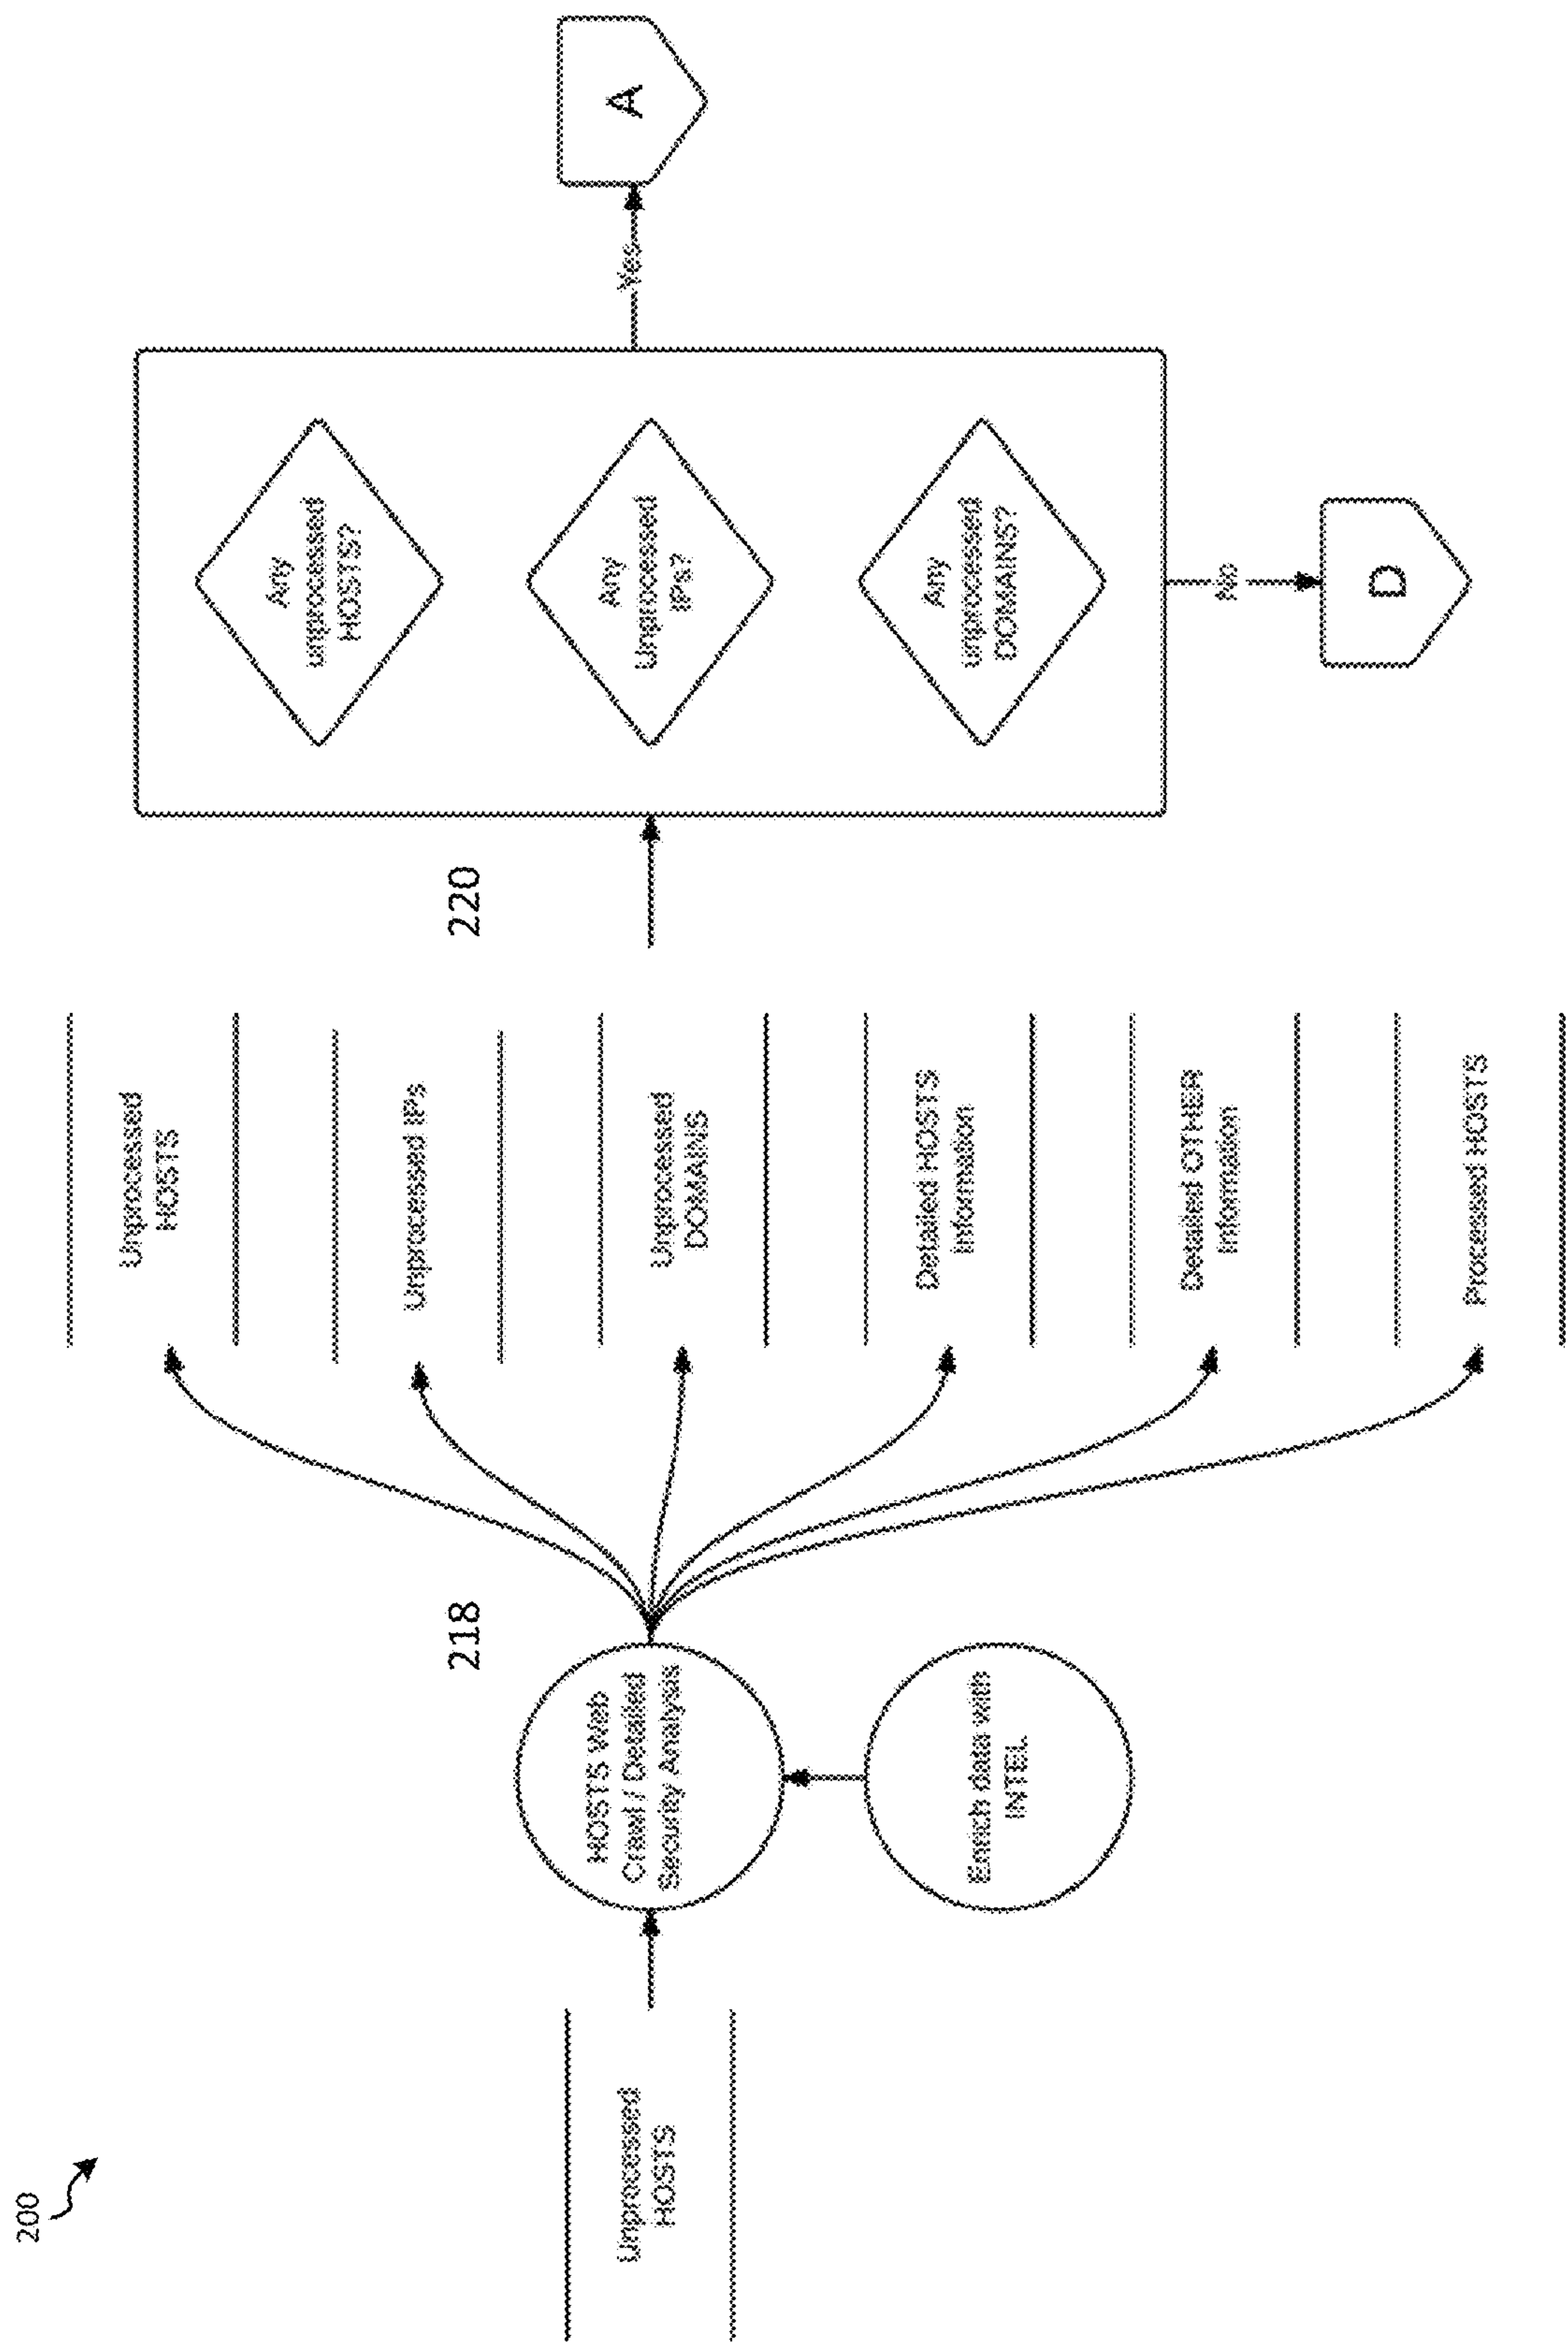 200
Unprocessed
HOSTS
HOSTS Web
Crawl / Detailed
Security Analysis
218
Enrich data with
INTEL
Unprocessed
HOSTS
Unprocessed IPs
Unprocessed
DOMAINS
Detailed HOSTS
Information
Detailed OTHER
Information
Processed HOSTS
220
Any
unprocessed
HOSTS?
Any
Unprocessed
IPs?
Any
unprocessed
DOMAINS?
Yes
A
No
D